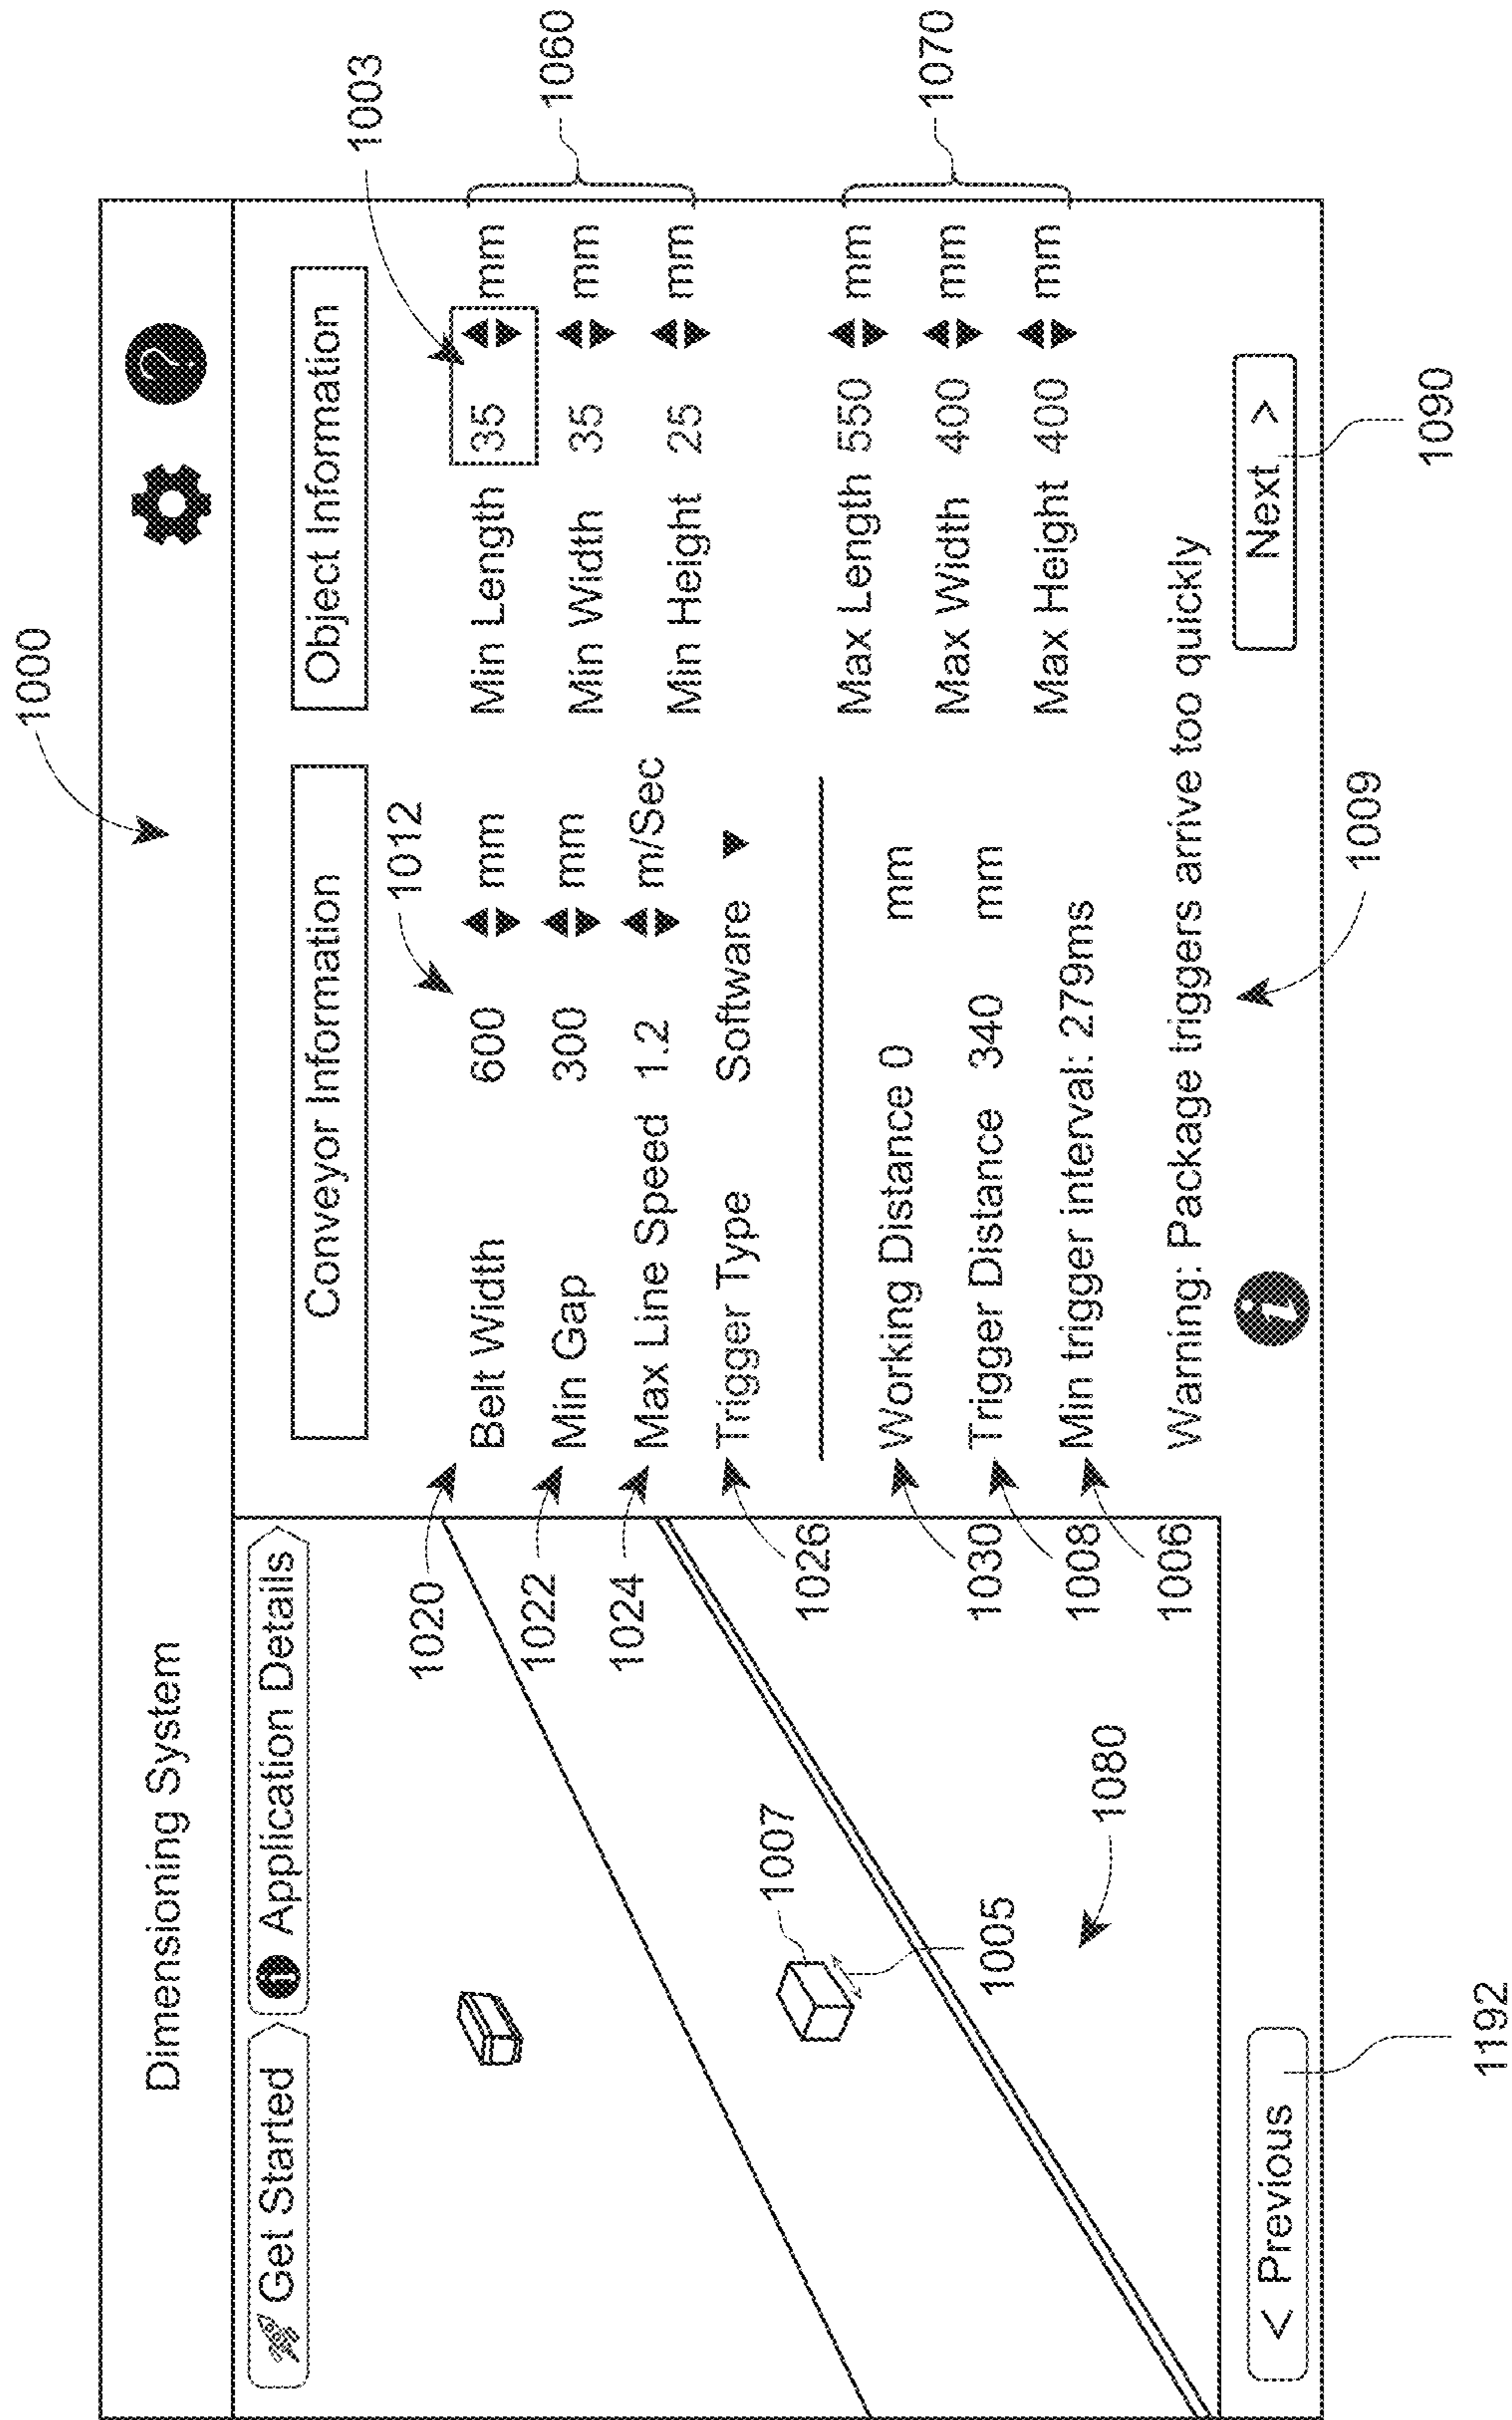 1000
Dimensioning System
?
Get Started
Application Details
Conveyor Information
Object Information
1003
1012
1020
Belt Width 600 mm
Min Length 35 mm
1060
1022
Min Gap 300 mm
Min Width 35 mm
1024
Max Line Speed 1.2 m/Sec
Min Height 25 mm
1026
Trigger Type Software
1007
Max Length 550 mm
1070
1030
Working Distance 0 mm
Max Width 400 mm
1005
1008
Trigger Distance 340 mm
Max Height 400 mm
1080
1006
Min trigger interval: 279ms
Warning: Package triggers arrive too quickly
< Previous
i
Next >
1009
1090
1192